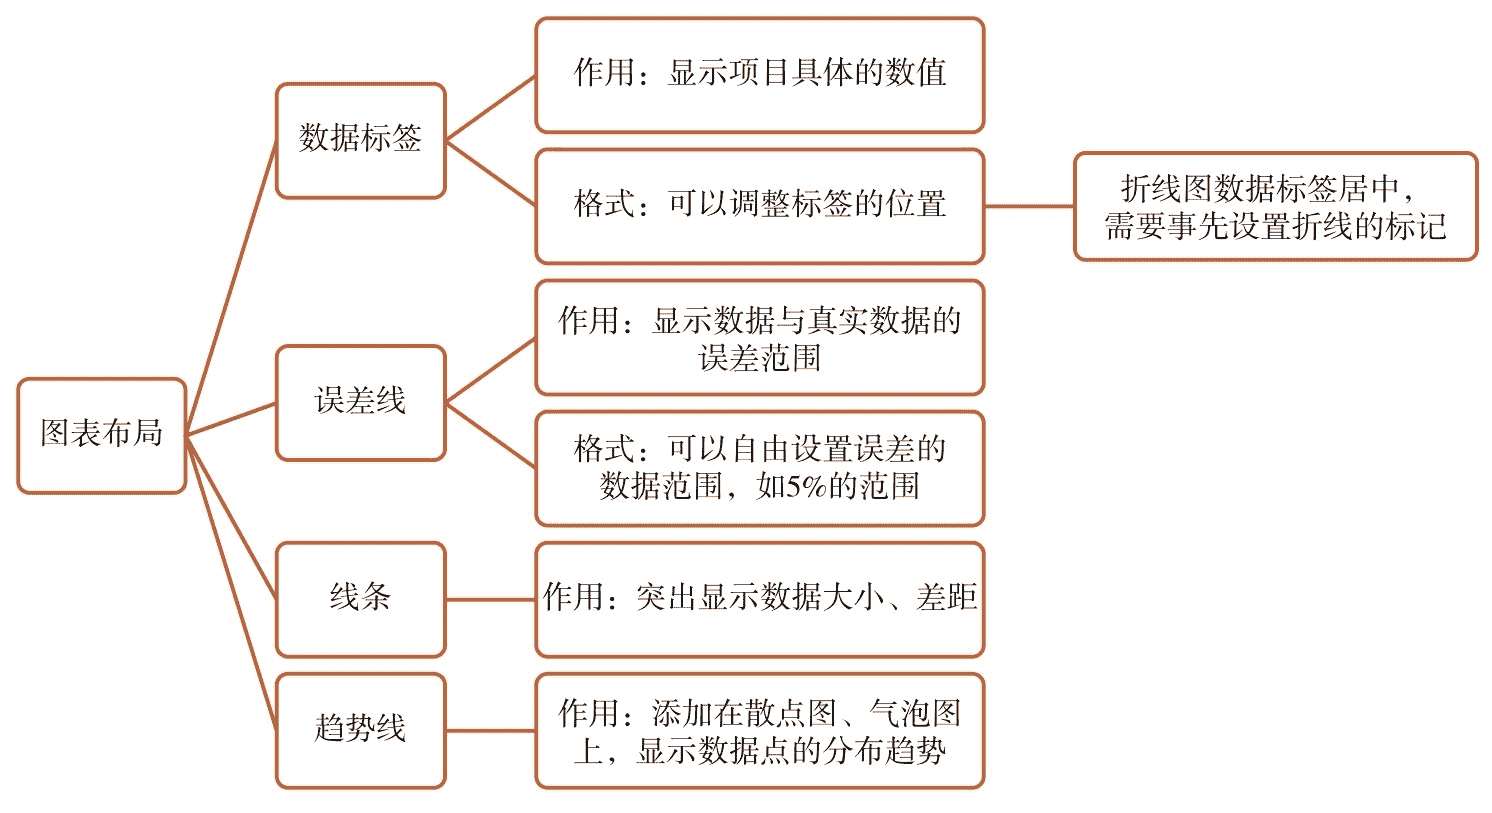 图表布局
数据标签
作用：显示项目具体的数值
格式：可以调整标签的位置
折线图数据标签居中，
需要事先设置折线的标记
误差线
作用：显示数据与真实数据的
误差范围
格式：可以自由设置误差的
数据范围，如5%的范围
线条
作用：突出显示数据大小、差距
趋势线
作用：添加在散点图、气泡图
上，显示数据点的分布趋势